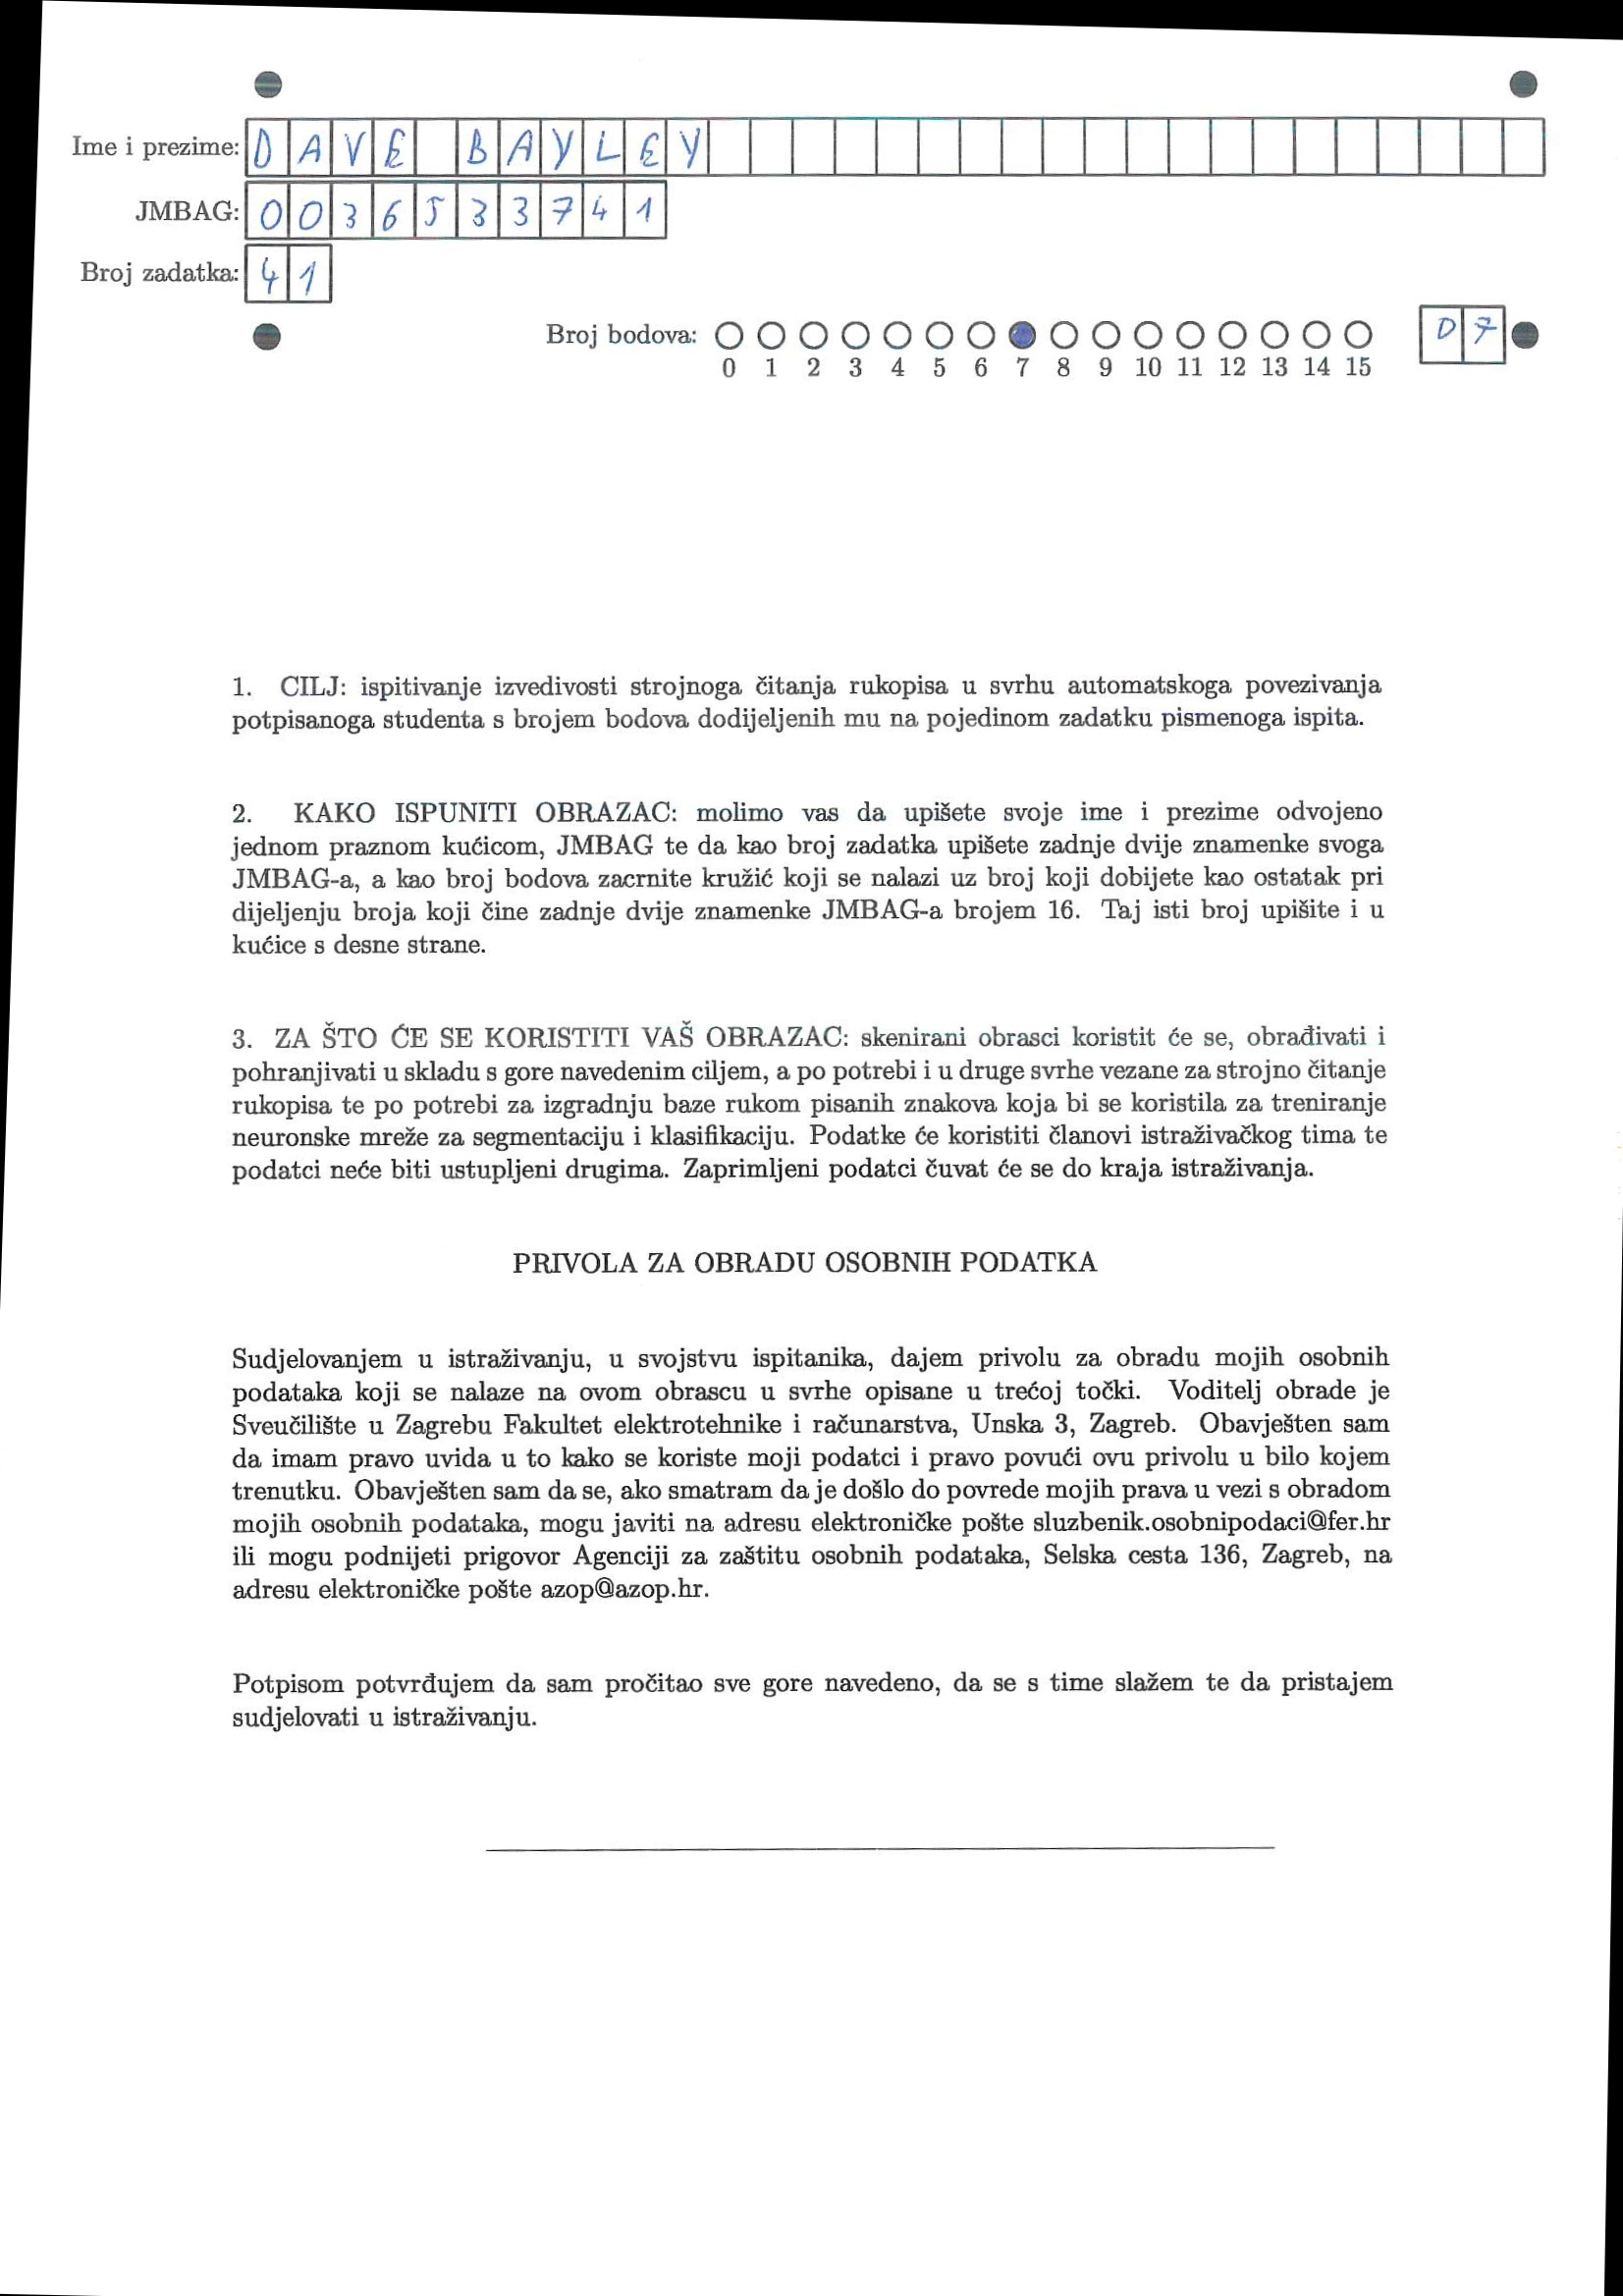 Ime i prezime: DAVE BAYLEY
JMBAG: 0036533741
Broj zadatka: 41
Broj bodova: 07
0 1 2 3 4 5 6 7 8 9 10 11 12 13 14 15
1. CILJ: ispitivanje izvedivosti strojnoga čitanja rukopisa u svrhu automatskoga povezivanja
potpisanoga studenta s brojem bodova dodijeljenih mu na pojedinom zadatku pismenoga ispita.
2. KAKO ISPUNITI OBRAZAC: molimo vas da upišete svoje ime i prezime odvojeno
jednom praznom kućicom, JMBAG te da kao broj zadatka upišete zadnje dvije znamenke svoga
JMBAG-a, a kao broj bodova zacrnite kružić koji se nalazi uz broj koji dobijete kao ostatak pri
dijeljenju broja koji čine zadnje dvije znamenke JMBAG-a brojem 16. Taj isti broj upišite i u
kućice s desne strane.
3. ZA ŠTO ĆE SE KORISTITI VAŠ OBRAZAC: skenirani obrasci koristit će se, obrađivati i
pohranjivati u skladu s gore navedenim ciljem, a po potrebi i u druge svrhe vezane za strojno čitanje
rukopisa te po potrebi za izgradnju baze rukom pisanih znakova koja bi se koristila za treniranje
neuronske mreže za segmentaciju i klasifikaciju. Podatke će koristiti članovi istraživačkog tima te
podatci neće biti ustupljeni drugima. Zaprimljeni podatci čuvat će se do kraja istraživanja.
PRIVOLA ZA OBRADU OSOBNIH PODATKA
Sudjelovanjem u istraživanju, u svojstvu ispitanika, dajem privolu za obradu mojih osobnih
podataka koji se nalaze na ovom obrascu u svrhe opisane u trećoj točki. Voditelj obrade je
Sveučilište u Zagrebu Fakultet elektrotehnike i računarstva, Unska 3, Zagreb. Obavješten sam
da imam pravo uvida u to kako se koriste moji podatci i pravo povući ovu privolu u bilo kojem
trenutku. Obavješten sam da se, ako smatram da je došlo do povrede mojih prava u vezi s obradom
mojih osobnih podataka, mogu javiti na adresu elektroničke pošte sluzbenik.osobnipodaci@fer.hr
ili mogu podnijeti prigovor Agenciji za zaštitu osobnih podataka, Selska cesta 136, Zagreb, na
adresu elektroničke pošte azop@azop.hr.
Potpisom potvrđujem da sam pročitao sve gore navedeno, da se s time slažem te da pristajem
sudjelovati u istraživanju.